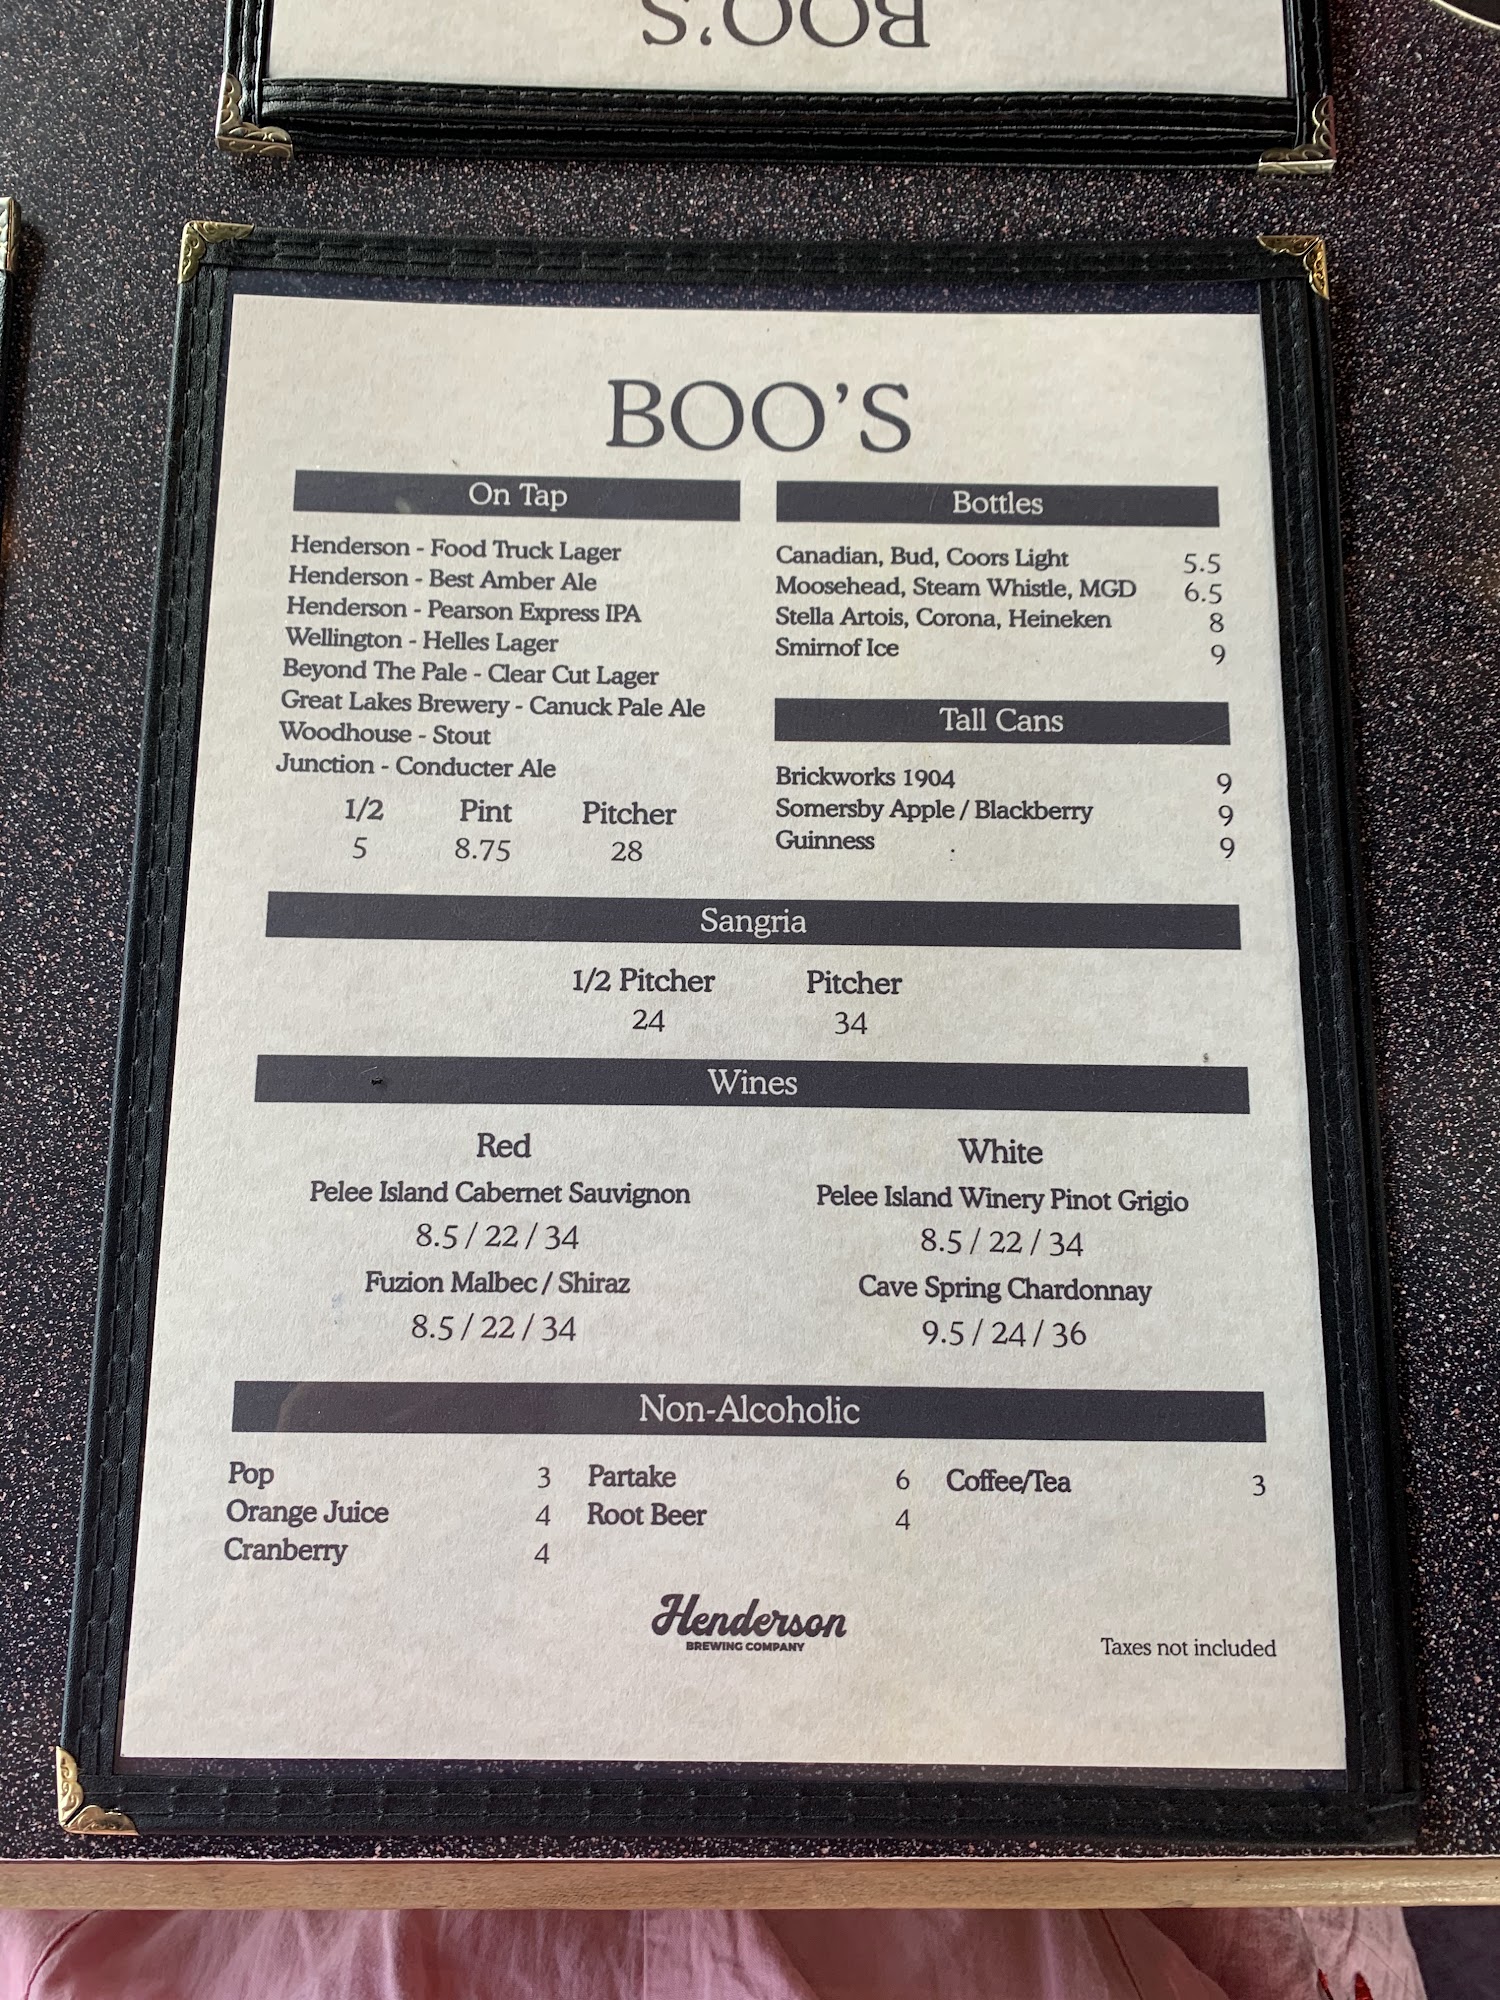 BOO'S
BOO'S
On Tap
Henderson - Food Truck Lager
Henderson - Best Amber Ale
Henderson - Pearson Express IPA
Wellington - Helles Lager
Beyond The Pale - Clear Cut Lager
Great Lakes Brewery - Canuck Pale Ale
Woodhouse - Stout
Junction - Conducter Ale
1/2 Pint Pitcher
5 8.75 28
Bottles
Canadian, Bud, Coors Light 5.5
Moosehead, Steam Whistle, MGD 6.5
Stella Artois, Corona, Heineken 8
Smirnof Ice 9
Tall Cans
Brickworks 1904 9
Somersby Apple / Blackberry 9
Guinness 9
Sangria
1/2 Pitcher Pitcher
24 34
Wines
Red
Pelee Island Cabernet Sauvignon
8.5 / 22 / 34
Fuzion Malbec / Shiraz
8.5 / 22 / 34
White
Pelee Island Winery Pinot Grigio
8.5 / 22 / 34
Cave Spring Chardonnay
9.5 / 24 / 36
Non-Alcoholic
Pop 3 Partake 6 Coffee/Tea 3
Orange Juice 4 Root Beer 4
Cranberry 4
Henderson
BREWING COMPANY
Taxes not included